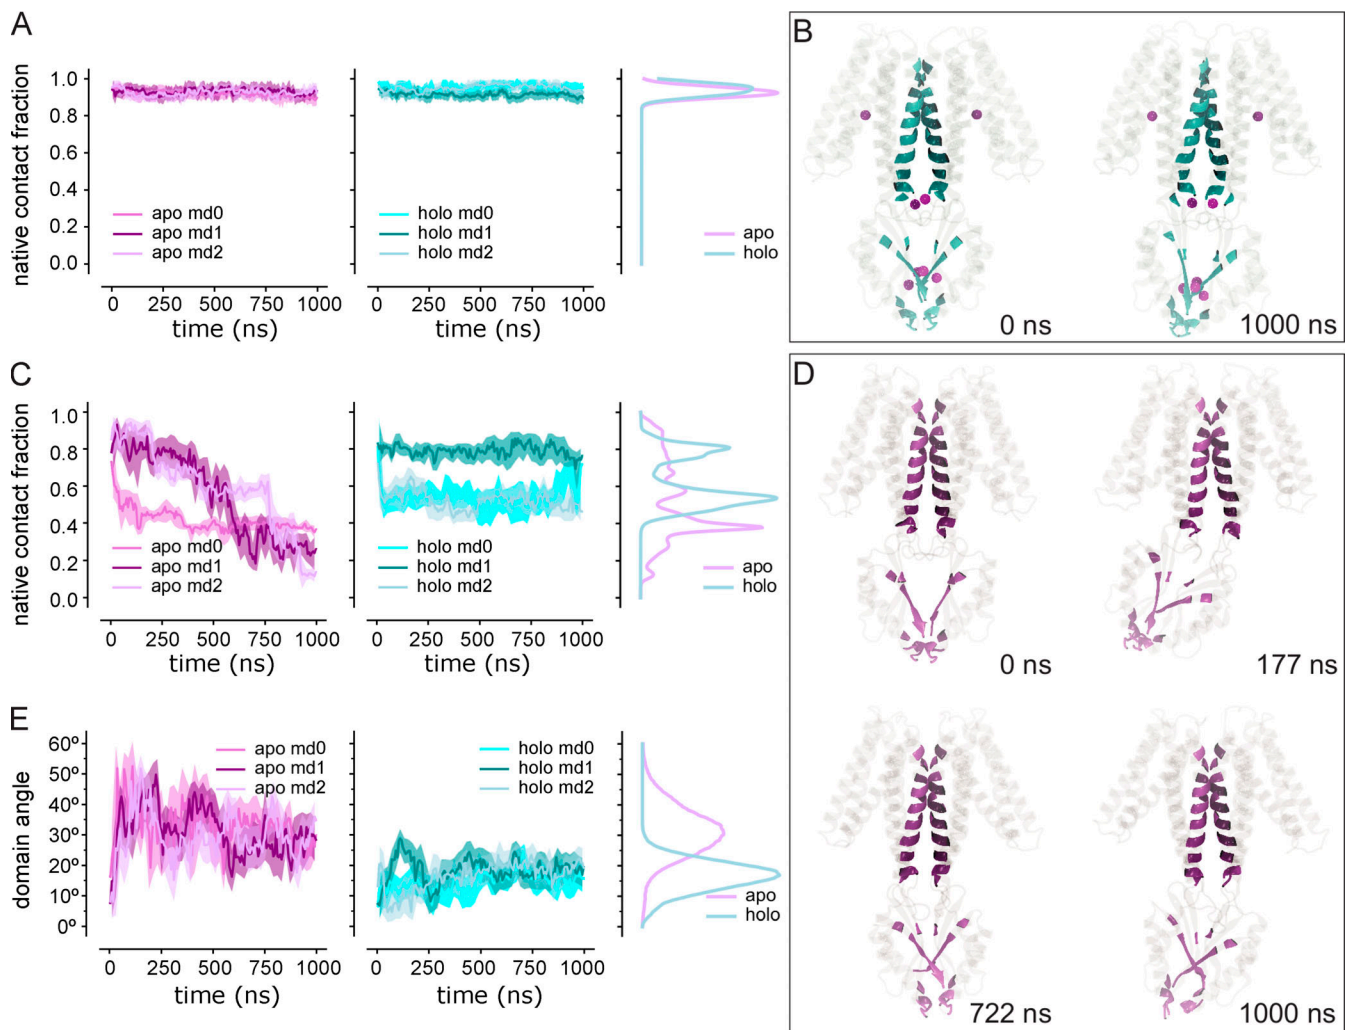 A
native contact fraction
1.0
0.8
0.6
0.4
0.2
0.0
apo md0
apo md1
apo md2
0 250 500 750 1000
time (ns)
holo md0
holo md1
holo md2
0 250 500 750 1000
time (ns)
apo
holo
B
0 ns
1000 ns
C
native contact fraction
1.0
0.8
0.6
0.4
0.2
0.0
apo md0
apo md1
apo md2
0 250 500 750 1000
time (ns)
holo md0
holo md1
holo md2
0 250 500 750 1000
time (ns)
apo
holo
D
0 ns
177 ns
722 ns
1000 ns
E
domain angle
60º
50º
40º
30º
20º
10º
0º
apo md0
apo md1
apo md2
0 250 500 750 1000
time (ns)
holo md0
holo md1
holo md2
0 250 500 750 1000
time (ns)
apo
holo